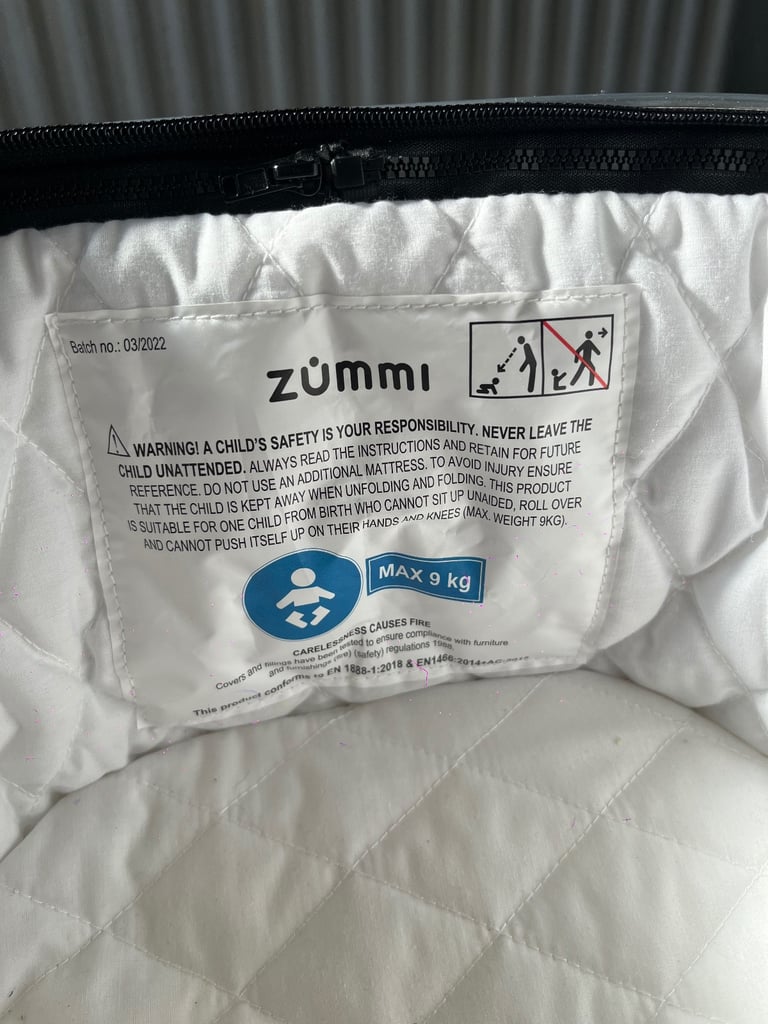 Batch no.: 03/2022
zummi
WARNING! A CHILD'S SAFETY IS YOUR RESPONSIBILITY. NEVER LEAVE THE
CHILD UNATTENDED. ALWAYS READ THE INSTRUCTIONS AND RETAIN FOR FUTURE
REFERENCE. DO NOT USE AN ADDITIONAL MATTRESS. TO AVOID INJURY ENSURE
THAT THE CHILD IS KEPT AWAY WHEN UNFOLDING AND FOLDING. THIS PRODUCT
IS SUITABLE FOR ONE CHILD FROM BIRTH WHO CANNOT SIT UP UNAIDED, ROLL OVER
AND CANNOT PUSH ITSELF UP ON THEIR HANDS AND KNEES (MAX. WEIGHT 9KG).
MAX 9 kg
CARELESSNESS CAUSES FIRE
Covers and fillings have been tested to ensure compliance with furniture
and furnishings (fire) (safety) regulations 1988.
This product conforms to EN 1888-1:2018 & EN1466:2014+AC:2015